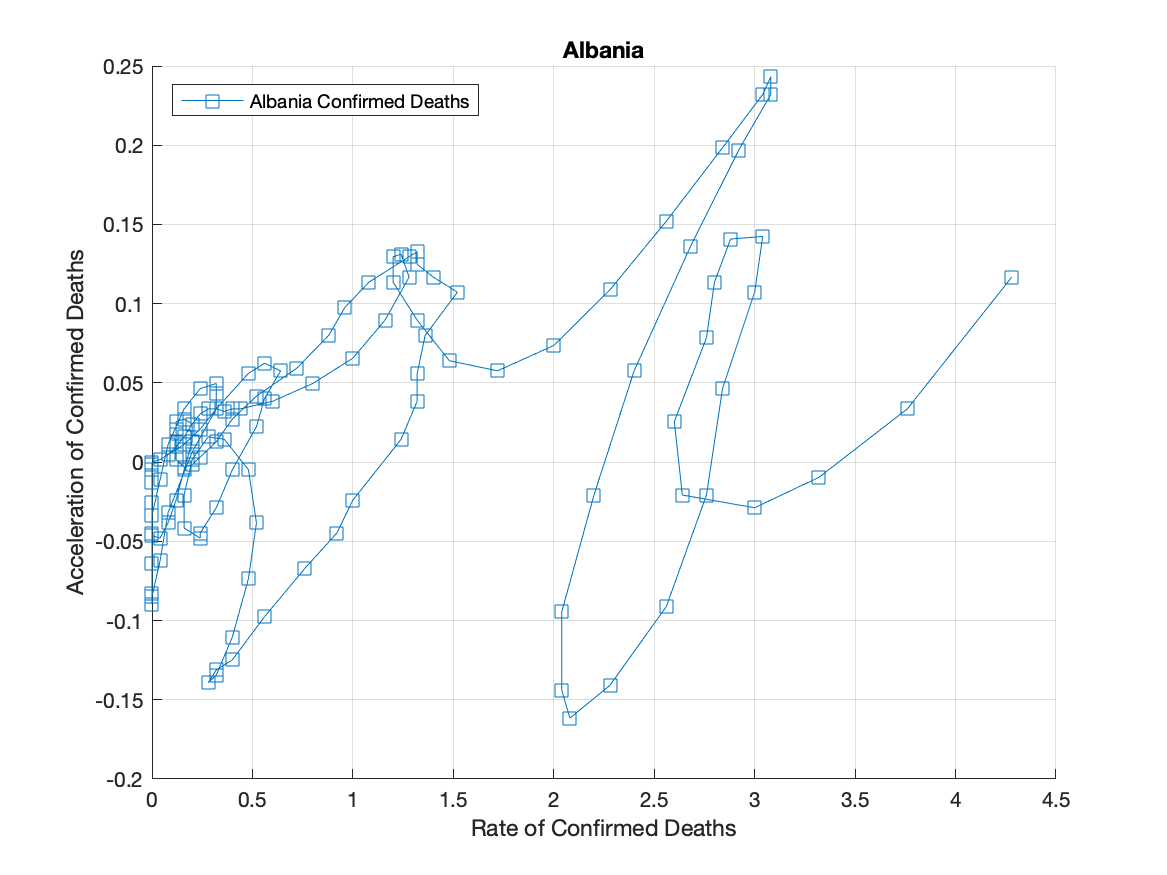 Albania
0.25
Albania Confirmed Deaths
0.2
0.15
0.1
0.05
0
-0.05
-0.1
-0.15
-0.2
Acceleration of Confirmed Deaths
0 0.5 1 1.5 2 2.5 3 3.5 4 4.5
Rate of Confirmed Deaths